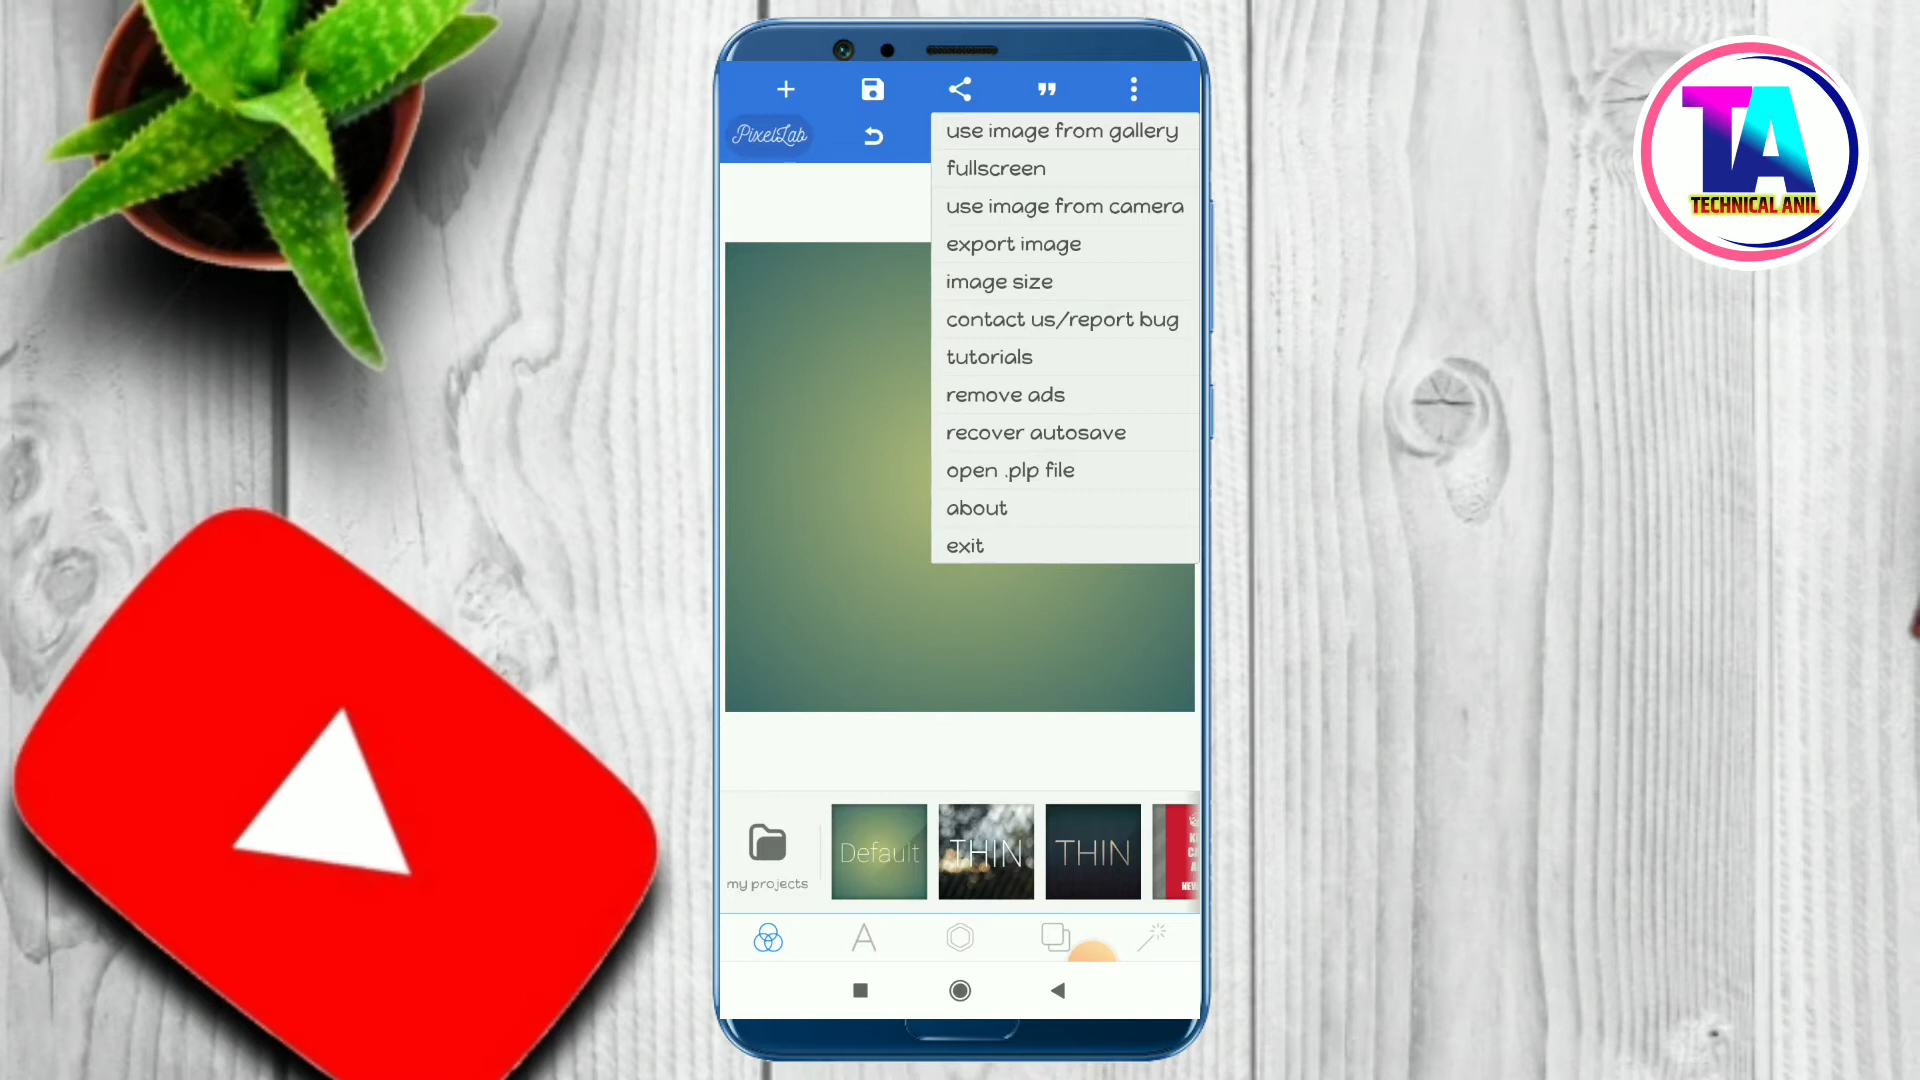 PixelLab
use image from gallery
fullscreen
use image from camera
export image
image size
contact us/report bug
tutorials
remove ads
recover autosave
open .plp file
about
exit
TA
TECHNICAL ANIL
my projects
Default
THIN
THIN